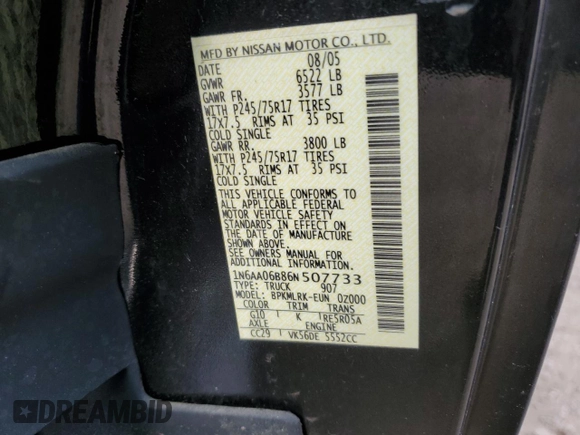 MFD BY NISSAN MOTOR CO., LTD.
DATE 08/05
GVWR 6522 LB
GAWR FR. 3577 LB
WITH P245/75R17 TIRES
17X7.5 RIMS AT 35 PSI
COLD SINGLE
GAWR RR. 3800 LB
WITH P245/75R17 TIRES
17X7.5 RIMS AT 35 PSI
COLD SINGLE
THIS VEHICLE CONFORMS TO
ALL APPLICABLE FEDERAL
MOTOR VEHICLE SAFETY
STANDARDS IN EFFECT ON
THE DATE OF MANUFACTURE
SHOWN ABOVE.
SEE OWNERS MANUAL FOR
ADDITIONAL INFORMATION.
1N6AA06B86N507733
TYPE: TRUCK 907
MODEL: BPKMLRK-EUN 0Z000
COLOR TRIM TRANS
G10 K RE5R05A
AXLE ENGINE
CC29 VK56DE 5552CC
DREAMBID